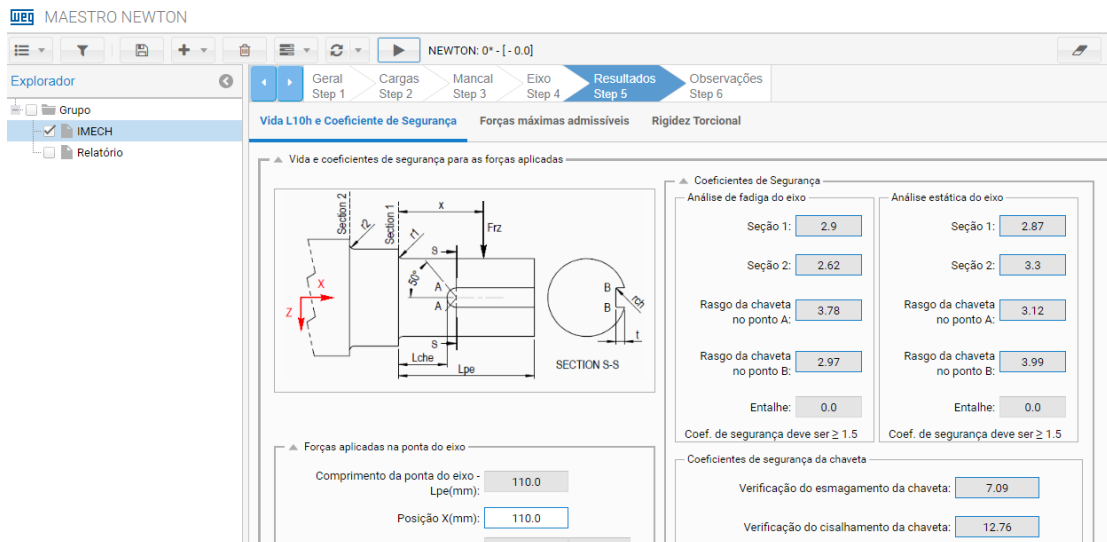 WEG MAESTRO NEWTON
NEWTON: 0* - [ - 0.0]
Explorador
Grupo
IMECH
Relatório
Geral
Step 1
Cargas
Step 2
Mancal
Step 3
Eixo
Step 4
Resultados
Step 5
Observações
Step 6
Vida L10h e Coeficiente de Segurança
Forças máximas admissíveis
Rigidez Torcional
Vida e coeficientes de segurança para as forças aplicadas
Section 2
r2
Section 1
r1
x
Frz
S
50°
A
A
X
Z
S
Lche
Lpe
B
B
rch
t
SECTION S-S
Forças aplicadas na ponta do eixo
Comprimento da ponta do eixo -
Lpe(mm): 110.0
Posição X(mm): 110.0
Coeficientes de Segurança
Análise de fadiga do eixo
Seção 1: 2.9
Seção 2: 2.62
Rasgo da chaveta
no ponto A: 3.78
Rasgo da chaveta
no ponto B: 2.97
Entalhe: 0.0
Coef. de segurança deve ser ≥ 1.5
Análise estática do eixo
Seção 1: 2.87
Seção 2: 3.3
Rasgo da chaveta
no ponto A: 3.12
Rasgo da chaveta
no ponto B: 3.99
Entalhe: 0.0
Coef. de segurança deve ser ≥ 1.5
Coeficientes de segurança da chaveta
Verificação do esmagamento da chaveta: 7.09
Verificação do cisalhamento da chaveta: 12.76